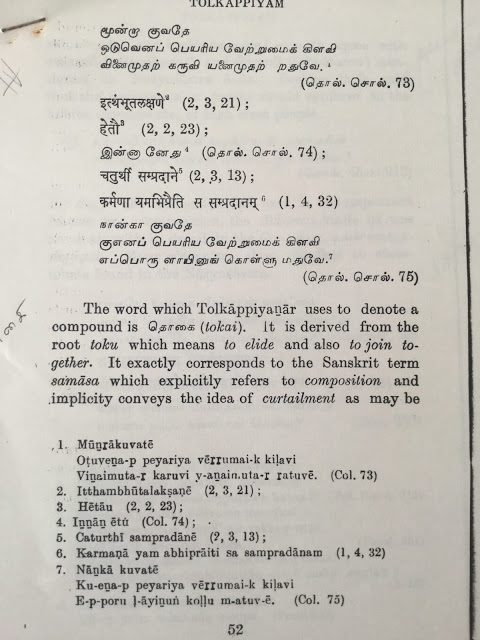 TOLKAPPIYAM
மூன்றா குவதே
ஒடுவெனப் பெயரிய வேற்றுமைக் கிளவி
வினைமுதற் கருவி யனைமுதற் றதுவே. ¹
(தொல். சொல். 73)
इत्थंभूतलक्षणे² (2, 3, 21) ;
हेतौ³ (2, 2, 23) ;
இன்னா னேது ⁴ (தொல். சொல். 74) ;
चतुर्थी सम्प्रदाने⁵ (2, 3, 13) ;
कर्मणा यमभिप्रैति स सम्प्रदानम् ⁶ (1, 4, 32)
நான்கா குவதே
குஎனப் பெயரிய வேற்றுமைக் கிளவி
எப்பொரு ளாயினுங் கொள்ளு மதுவே.⁷
(தொல். சொல். 75)
The word which Tolkāppiyaṉār uses to denote a
compound is தொகை (tokai). It is derived from the
root toku which means to elide and also to join to-
gether. It exactly corresponds to the Sanskrit term
samāsa which explicitly refers to composition and
implicity conveys the idea of curtailment as may be
1. Mūṉṟākuvatē
Oṭuveṉa-p peyariya vēṟṟumai-k kiḷavi
Viṉaimuta-ṟ karuvi y-aṉaimuta-ṟ ṟatuvē. (Col. 73)
2. Itthambhūtalakṣaṇē (2, 3, 21) ;
3. Hētāu (2, 2, 23) ;
4. Iṉṉāṉ ētu (Col. 74) ;
5. Caturthī sampradānē (2, 3, 13) ;
6. Karmaṇā yam abhiprāiti sa sampradānam (1, 4, 32)
7. Nāṉkā kuvatē
Ku-eṉa-p peyariya vēṟṟumai-k kiḷavi
E-p-poru ḷ-āyiṉuṅ koḷḷu m-atuv-ē. (Col. 75)
52